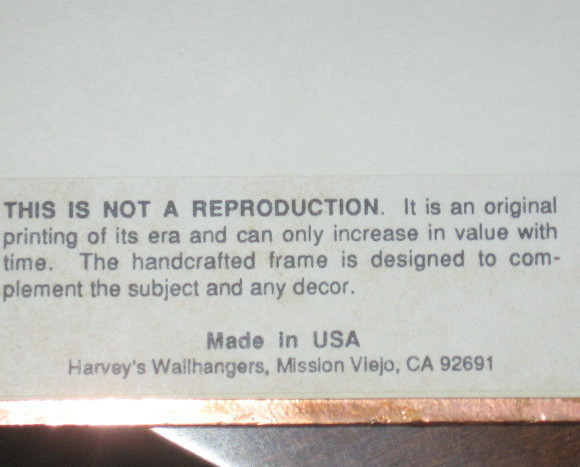 THIS IS NOT A REPRODUCTION. It is an original
printing of its era and can only increase in value with
time. The handcrafted frame is designed to com-
plement the subject and any decor.
Made in USA
Harvey's Wallhangers, Mission Viejo, CA 92691